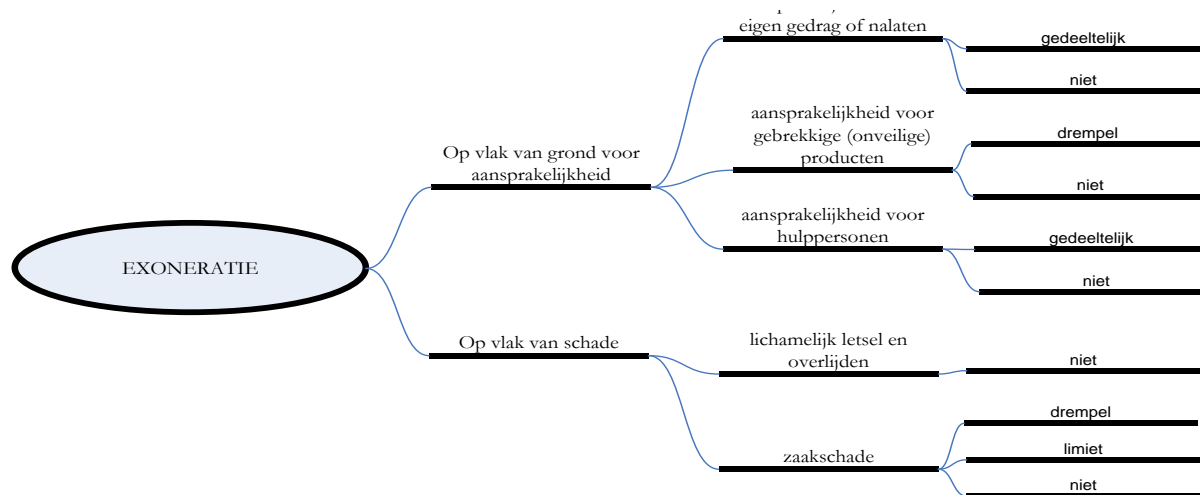 eigen gedrag of nalaten
gedeeltelijk
niet
aansprakelijkheid voor
gebrekkige (onveilige)
producten
drempel
niet
Op vlak van grond voor
aansprakelijkheid
aansprakelijkheid voor
hulppersonen
gedeeltelijk
niet
EXONERATIE
Op vlak van schade
lichamelijk letsel en
overlijden
niet
zaakschade
drempel
limiet
niet